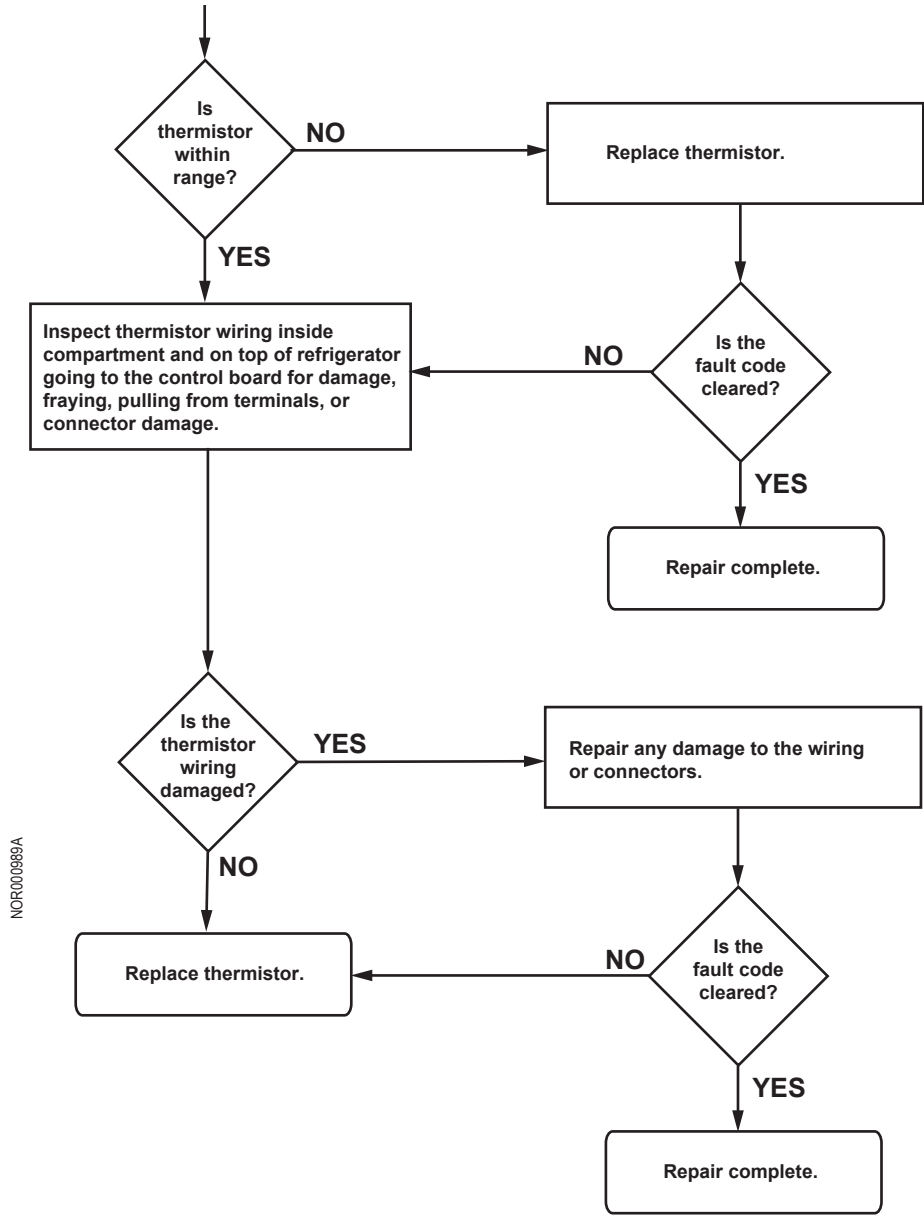 Is
thermistor
within
range?
NO
Replace thermistor.
YES
Inspect thermistor wiring inside
compartment and on top of refrigerator
going to the control board for damage,
fraying, pulling from terminals, or
connector damage.
NO
Is the
fault code
cleared?
YES
Repair complete.
Is the
thermistor
wiring
damaged?
YES
Repair any damage to the wiring
or connectors.
NO
Replace thermistor.
NO
Is the
fault code
cleared?
YES
Repair complete.
NOR000989A